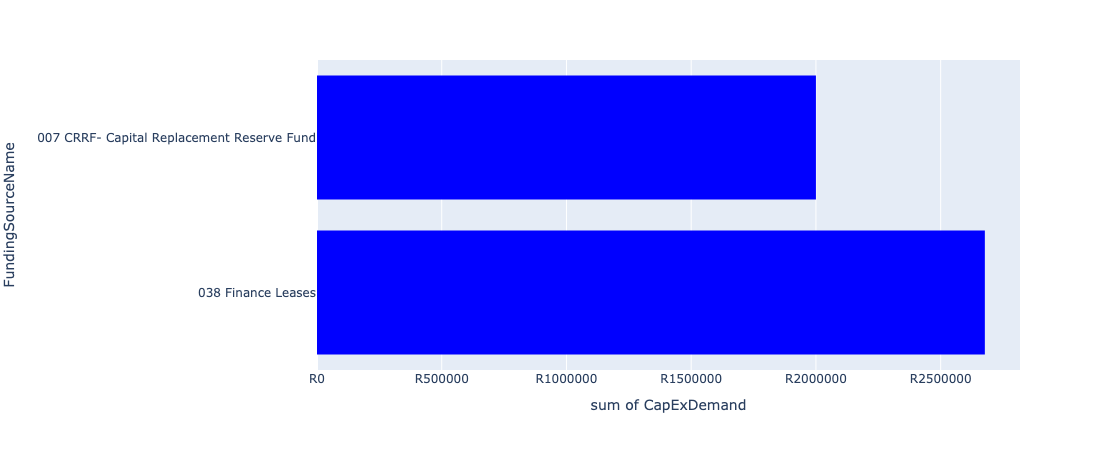 FundingSourceName
007 CRRF- Capital Replacement Reserve Fund
038 Finance Leases
R0
R500000
R1000000
R1500000
R2000000
R2500000
sum of CapExDemand